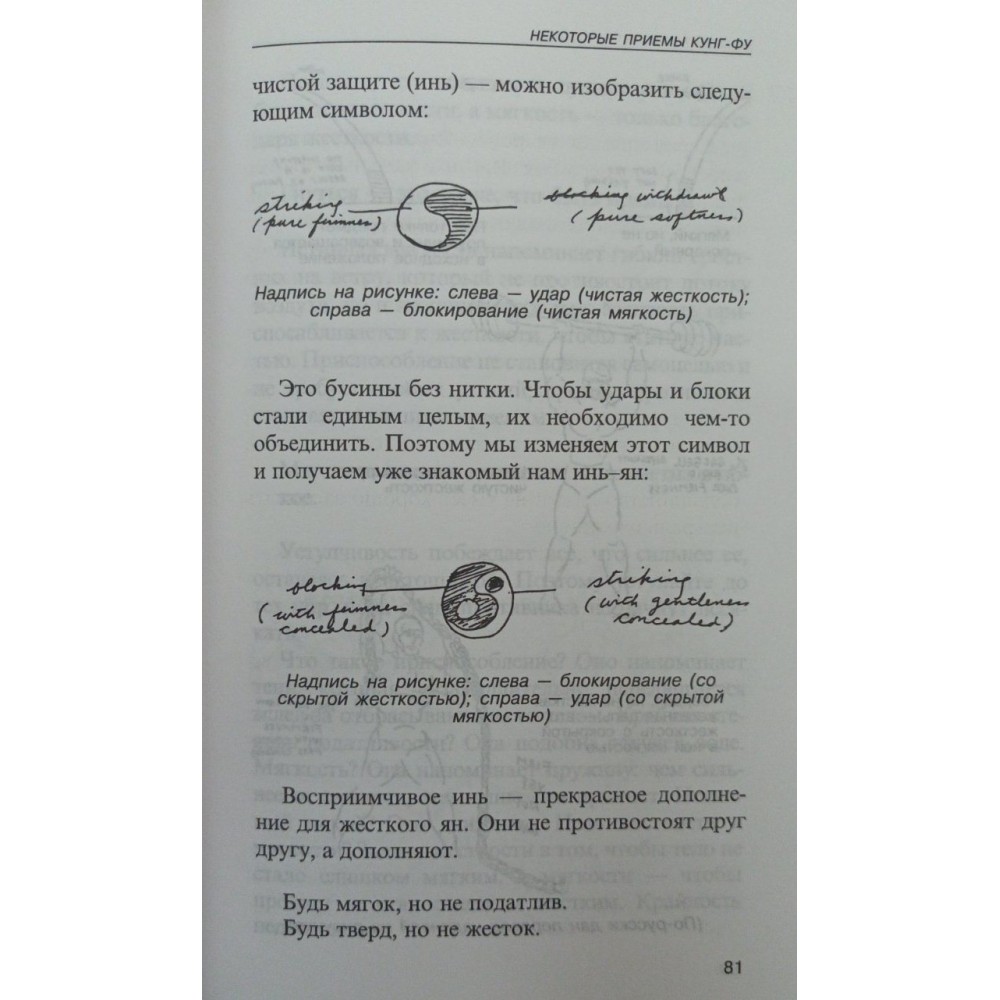 НЕКОТОРЫЕ ПРИЕМЫ КУНГ-ФУ
чистой защите (инь) — можно изобразить следу-
ющим символом:
striking
(pure firmness)
blocking withdrawl
(pure softness)
Надпись на рисунке: слева — удар (чистая жесткость);
справа — блокирование (чистая мягкость)
Это бусины без нитки. Чтобы удары и блоки
стали единым целым, их необходимо чем-то
объединить. Поэтому мы изменяем этот символ
и получаем уже знакомый нам инь–ян:
blocking
(with firmness
concealed)
striking
(with gentleness
concealed)
Надпись на рисунке: слева — блокирование (со
скрытой жесткостью); справа — удар (со скрытой
мягкостью)
Восприимчивое инь — прекрасное дополне-
ние для жесткого ян. Они не противостоят друг
другу, а дополняют.
Будь мягок, но не податлив.
Будь тверд, но не жесток.
81